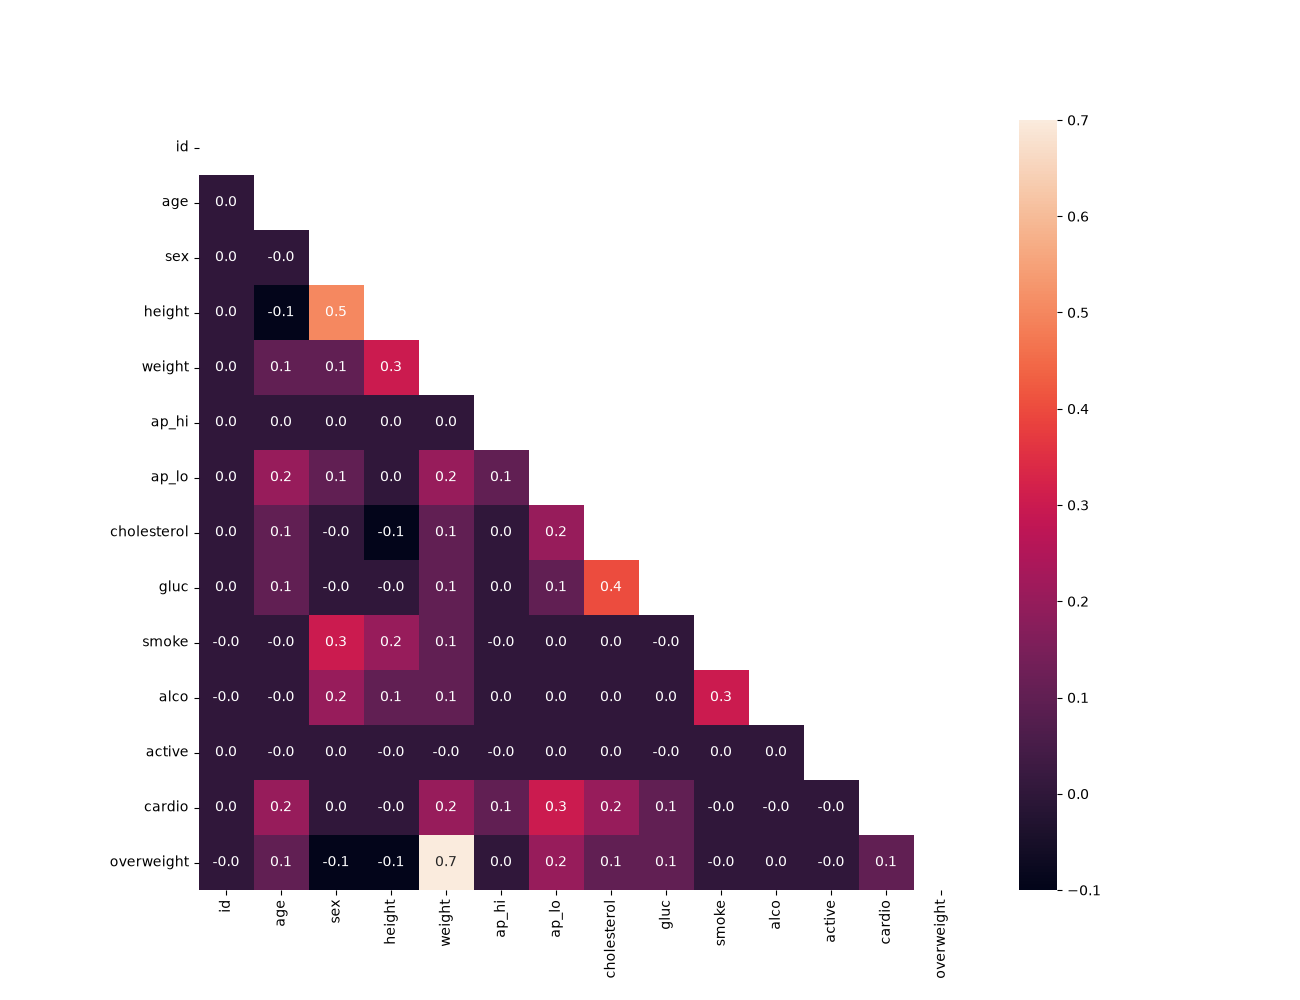 id
age 0.0
sex 0.0 -0.0
height 0.0 -0.1 0.5
weight 0.0 0.1 0.1 0.3
ap_hi 0.0 0.0 0.0 0.0 0.0
ap_lo 0.0 0.2 0.1 0.0 0.2 0.1
cholesterol 0.0 0.1 -0.0 -0.1 0.1 0.0 0.2
gluc 0.0 0.1 -0.0 -0.0 0.1 0.0 0.1 0.4
smoke -0.0 -0.0 0.3 0.2 0.1 -0.0 0.0 0.0 -0.0
alco -0.0 -0.0 0.2 0.1 0.1 0.0 0.0 0.0 0.0 0.3
active 0.0 -0.0 0.0 -0.0 -0.0 -0.0 0.0 0.0 -0.0 0.0 0.0
cardio 0.0 0.2 0.0 -0.0 0.2 0.1 0.3 0.2 0.1 -0.0 -0.0 -0.0
overweight -0.0 0.1 -0.1 -0.1 0.7 0.0 0.2 0.1 0.1 -0.0 0.0 -0.0 0.1
id age sex height weight ap_hi ap_lo cholesterol gluc smoke alco active cardio overweight
0.7
0.6
0.5
0.4
0.3
0.2
0.1
0.0
−0.1